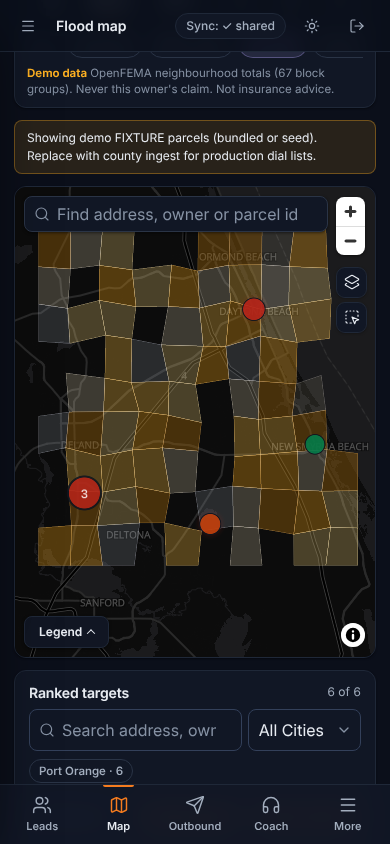 Flood map
Sync: ✓ shared
Demo data OpenFEMA neighbourhood totals (67 block
groups). Never this owner's claim. Not insurance advice.
Showing demo FIXTURE parcels (bundled or seed).
Replace with county ingest for production dial lists.
Find address, owner or parcel id
ORMOND BEACH
BEACH
4
DELAND
BEACH
3
DELTONA
SANFORD
Legend
Ranked targets
6 of 6
Search address, owr
All Cities
Port Orange · 6
Leads
Map
Outbound
Coach
More